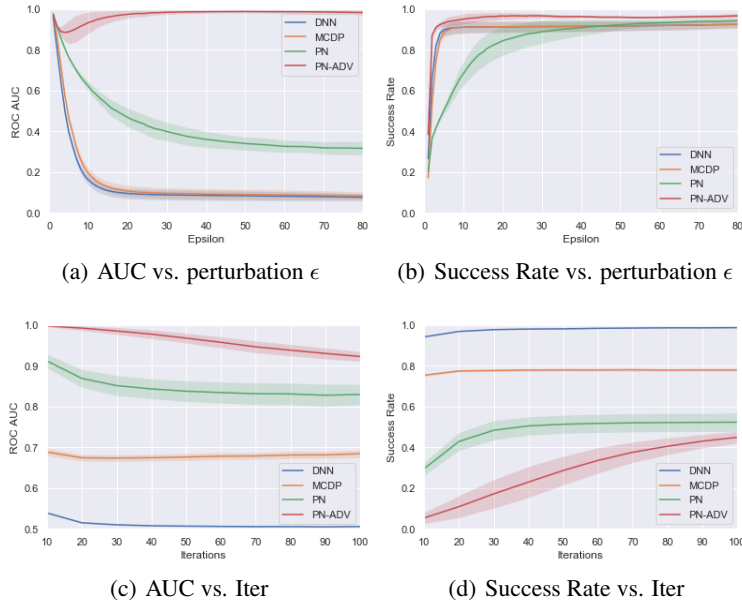 1.0
0.8
0.6
0.4
0.2
0.0
ROC AUC
DNN
MCDP
PN
PN-ADV
0 10 20 30 40 50 60 70 80
Epsilon
(a) AUC vs. perturbation ϵ
1.0
0.8
0.6
0.4
0.2
0.0
Success Rate
DNN
MCDP
PN
PN-ADV
0 10 20 30 40 50 60 70 80
Epsilon
(b) Success Rate vs. perturbation ϵ
1.0
0.9
0.8
0.7
0.6
0.5
ROC AUC
DNN
MCDP
PN
PN-ADV
10 20 30 40 50 60 70 80 90 100
Iterations
(c) AUC vs. Iter
1.0
0.8
0.6
0.4
0.2
0.0
Success Rate
DNN
MCDP
PN
PN-ADV
10 20 30 40 50 60 70 80 90 100
Iterations
(d) Success Rate vs. Iter